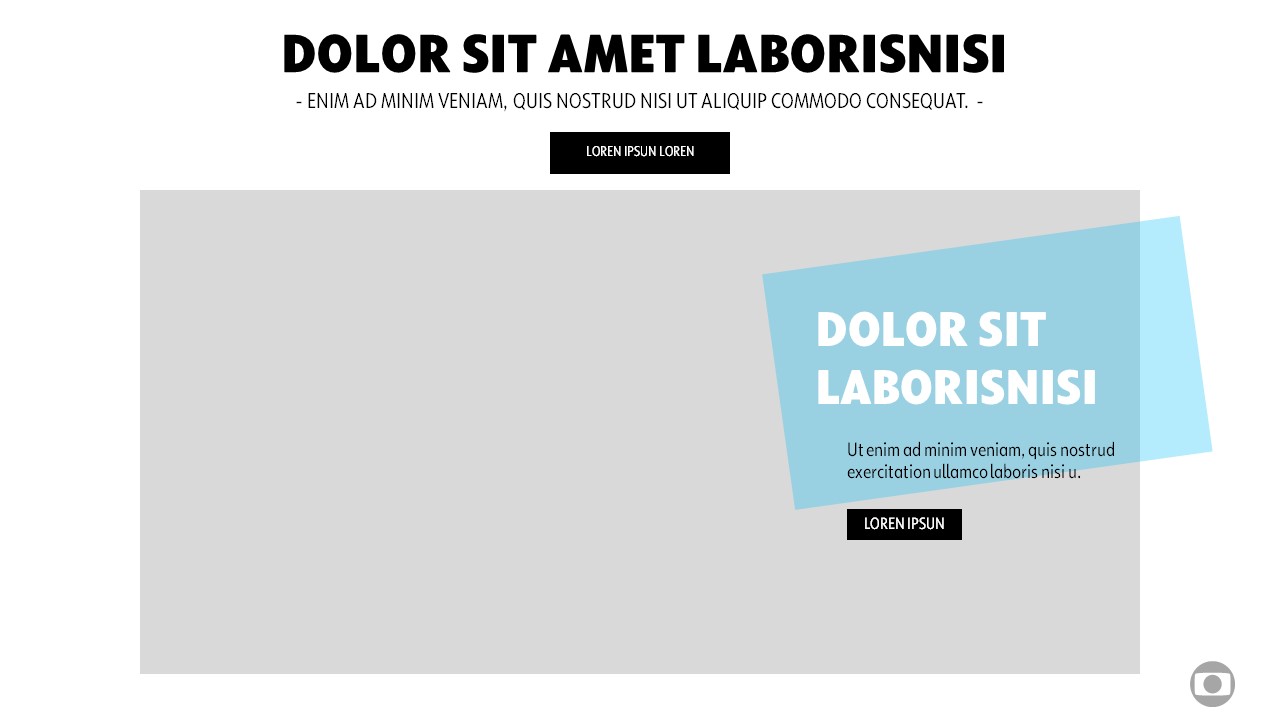 DOLOR SIT AMET LABORISNISI
- ENIM AD MINIM VENIAM, QUIS NOSTRUD NISI UT ALIQUIP COMMODO CONSEQUAT. -
LOREN IPSUN LOREN
DOLOR SIT
LABORISNISI
Ut enim ad minim veniam, quis nostrud
exercitation ullamco laboris nisi u.
LOREN IPSUN